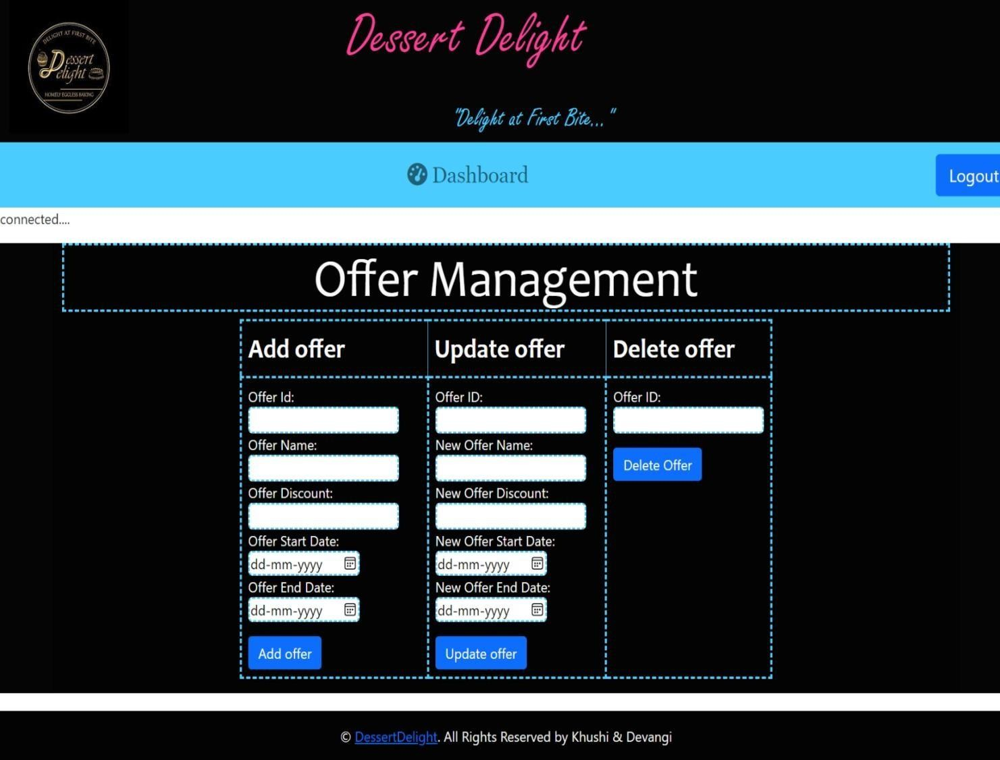 DELIGHT AT FIRST BITE
Dessert
Delight
HOMELY EGGLESS BAKING
Dessert Delight
"Delight at First Bite..."
Dashboard
Logout
connected....
Offer Management
Add offer
Offer Id:
Offer Name:
Offer Discount:
Offer Start Date:
dd-mm-yyyy
Offer End Date:
dd-mm-yyyy
Add offer
Update offer
Offer ID:
New Offer Name:
New Offer Discount:
New Offer Start Date:
dd-mm-yyyy
New Offer End Date:
dd-mm-yyyy
Update offer
Delete offer
Offer ID:
Delete Offer
© DessertDelight. All Rights Reserved by Khushi & Devangi